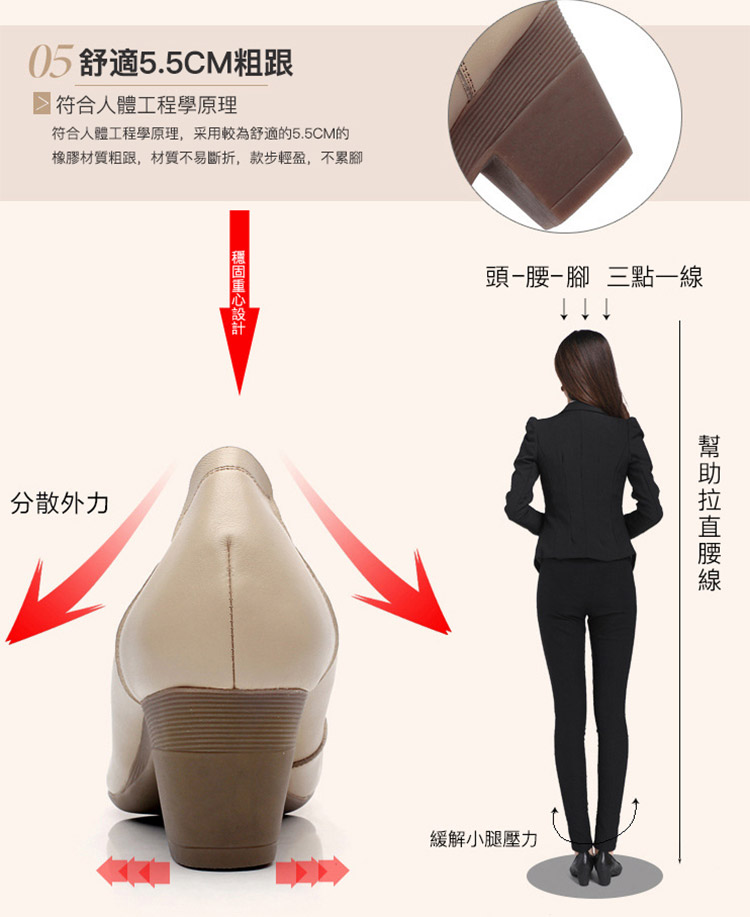 05 舒適5.5CM粗跟
符合人體工程學原理
符合人體工程學原理，采用較為舒適的5.5CM的
橡膠材質粗跟，材質不易斷折，款步輕盈，不累腳
穩固重心設計
頭-腰-腳 三點一線
分散外力
幫助拉直腰線
緩解小腿壓力